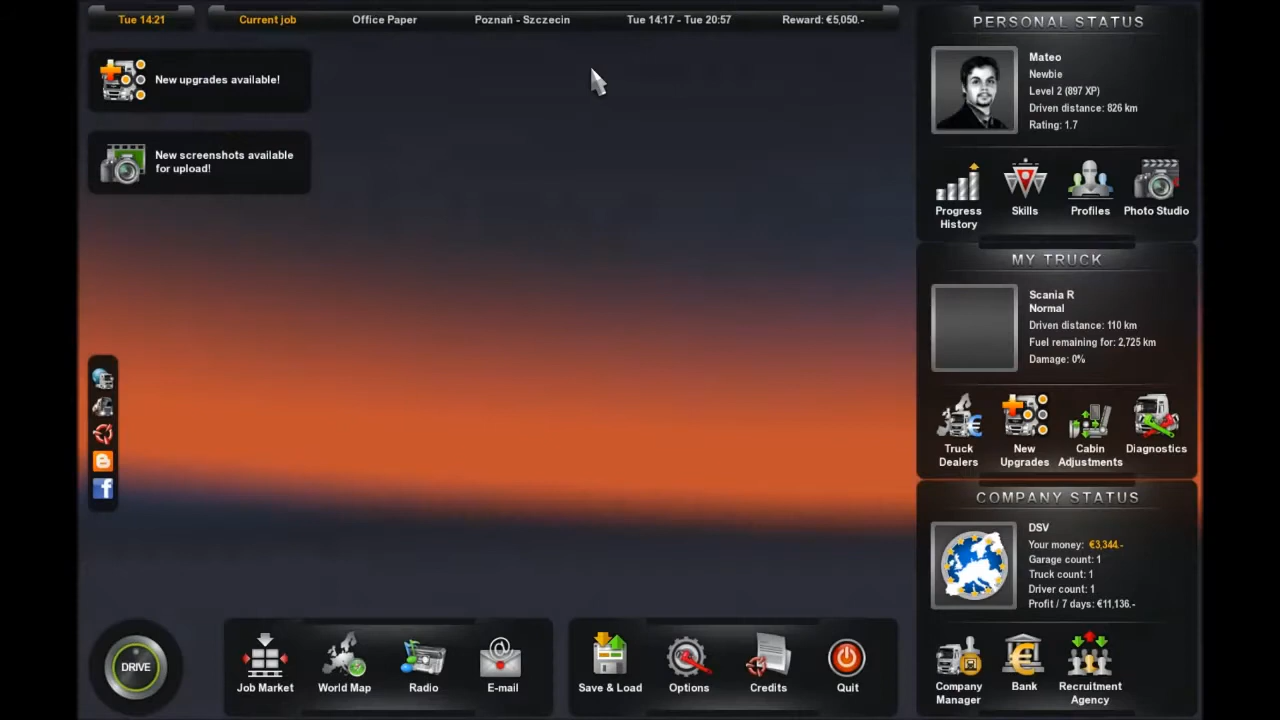 Tue 14:21
Current job
Office Paper
Poznań - Szczecin
Tue 14:17 - Tue 20:57
Reward: €5,050.-
New upgrades available!
New screenshots available
for upload!
PERSONAL STATUS
Mateo
Newbie
Level 2 (897 XP)
Driven distance: 826 km
Rating: 1.7
Progress
History
Skills
Profiles
Photo Studio
MY TRUCK
Scania R
Normal
Driven distance: 110 km
Fuel remaining for: 2,725 km
Damage: 0%
Truck
Dealers
New
Upgrades
Cabin
Adjustments
Diagnostics
COMPANY STATUS
DSV
Your money: €3,344.-
Garage count: 1
Truck count: 1
Driver count: 1
Profit / 7 days: €11,136.-
Company
Manager
Bank
Recruitment
Agency
DRIVE
Job Market
World Map
Radio
E-mail
Save & Load
Options
Credits
Quit